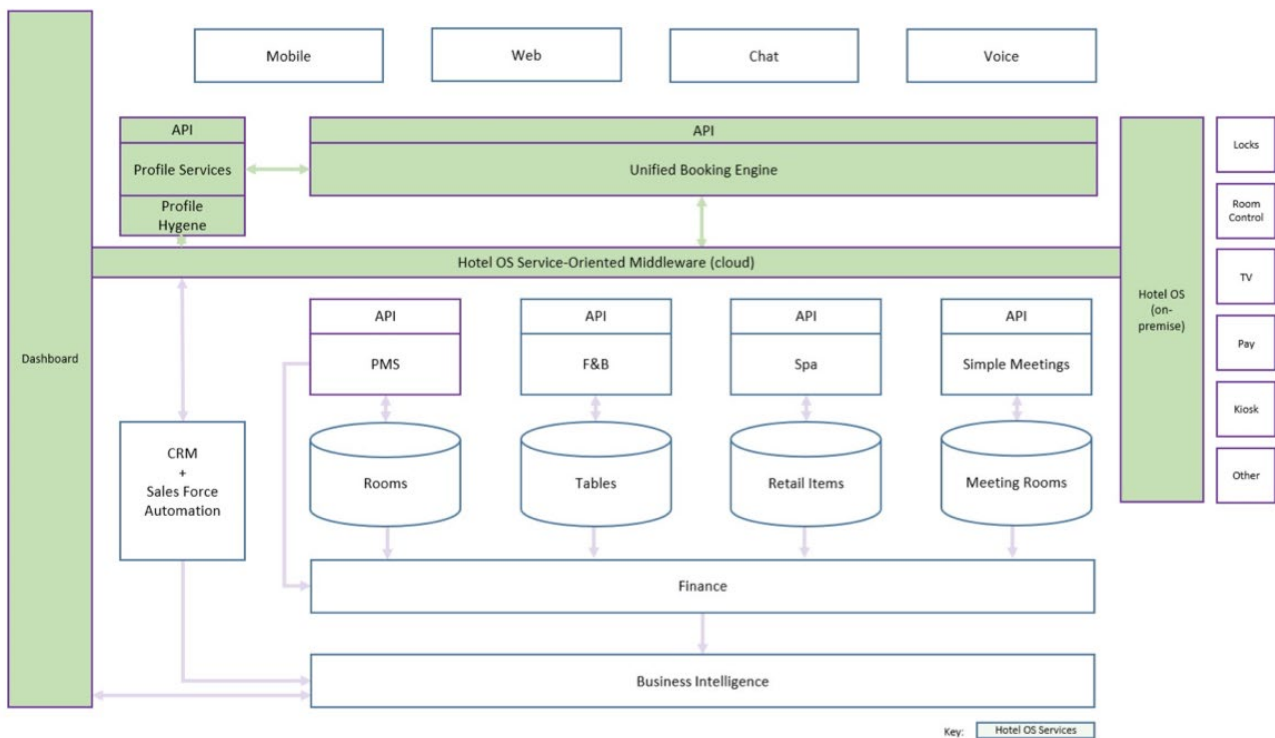 Mobile
Web
Chat
Voice
API
API
Locks
Profile Services
Unified Booking Engine
Profile
Hygene
Room
Control
Hotel OS Service-Oriented Middleware (cloud)
TV
Hotel OS
(on-
premise)
API
API
API
API
Pay
Dashboard
PMS
F&B
Spa
Simple Meetings
Kiosk
CRM
+
Sales Force
Automation
Rooms
Tables
Retail Items
Meeting Rooms
Other
Finance
Business Intelligence
Key:
Hotel OS Services